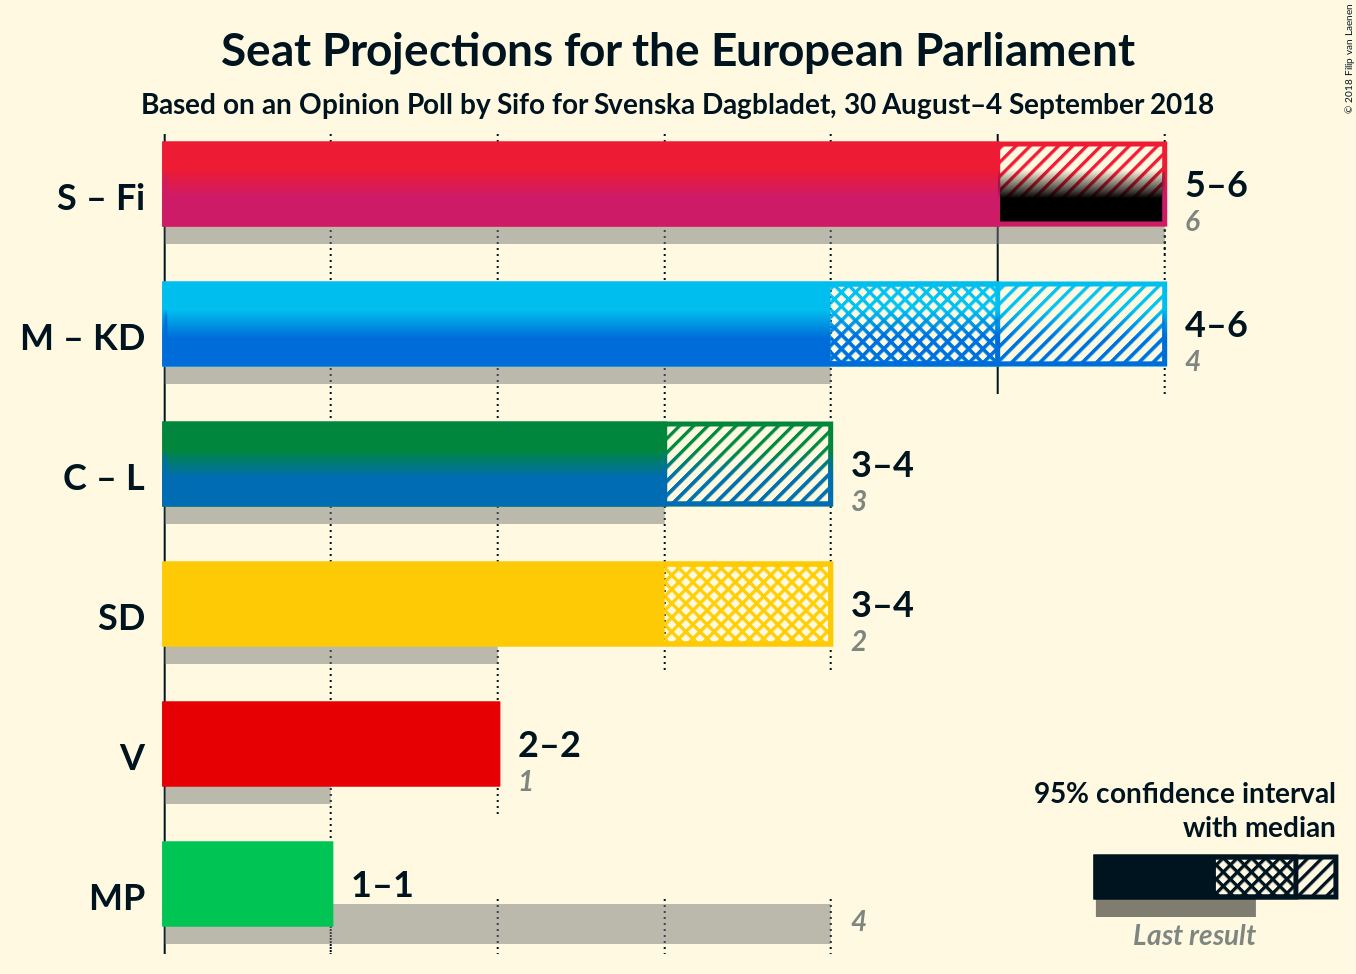 Seat Projections for the European Parliament
Based on an Opinion Poll by Sifo for Svenska Dagbladet, 30 August–4 September 2018
© 2018 Filip van Laenen
S – Fi
5–6
6
M – KD
4–6
4
C – L
3–4
3
SD
3–4
2
V
2–2
1
MP
1–1
4
95% confidence interval
with median
Last result